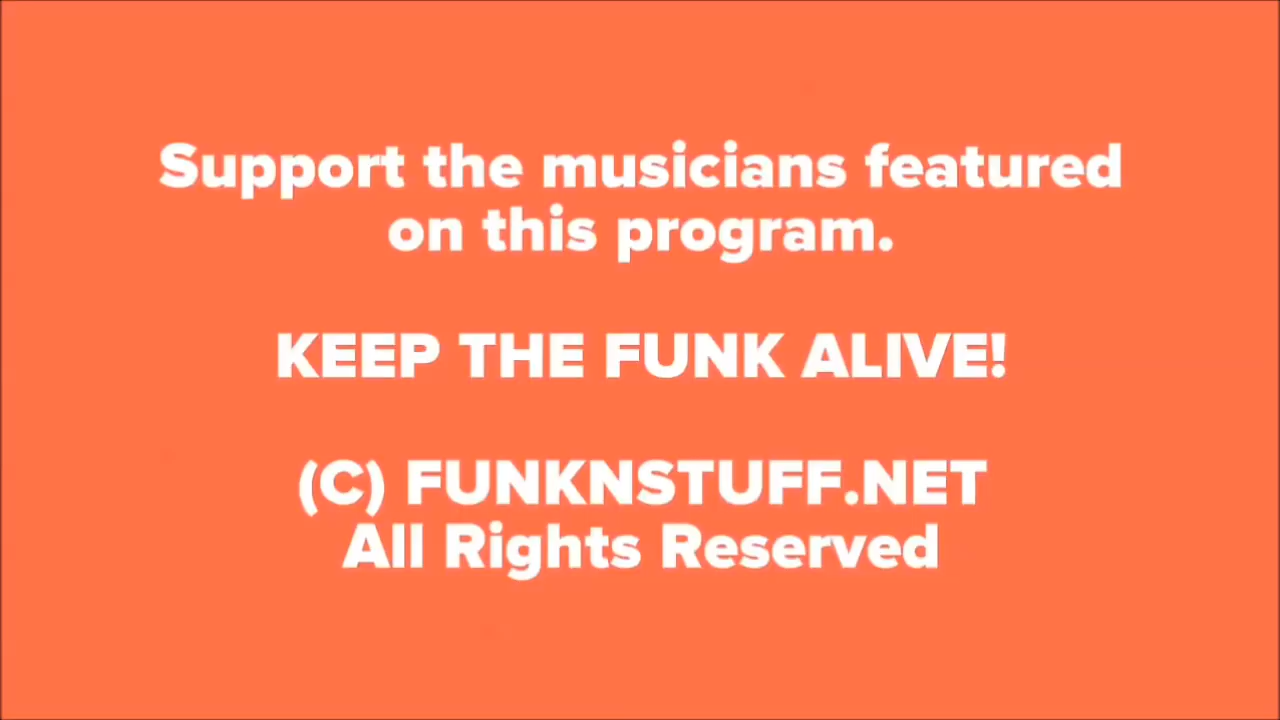 Support the musicians featured
on this program.
KEEP THE FUNK ALIVE!
(C) FUNKNSTUFF.NET
All Rights Reserved